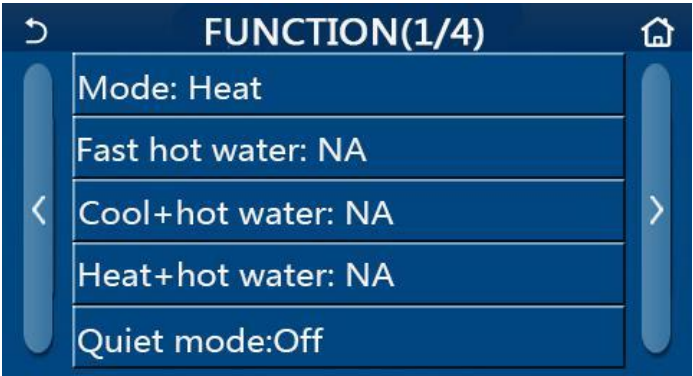 FUNCTION(1/4)
Mode: Heat
Fast hot water: NA
Cool+hot water: NA
Heat+hot water: NA
Quiet mode:Off